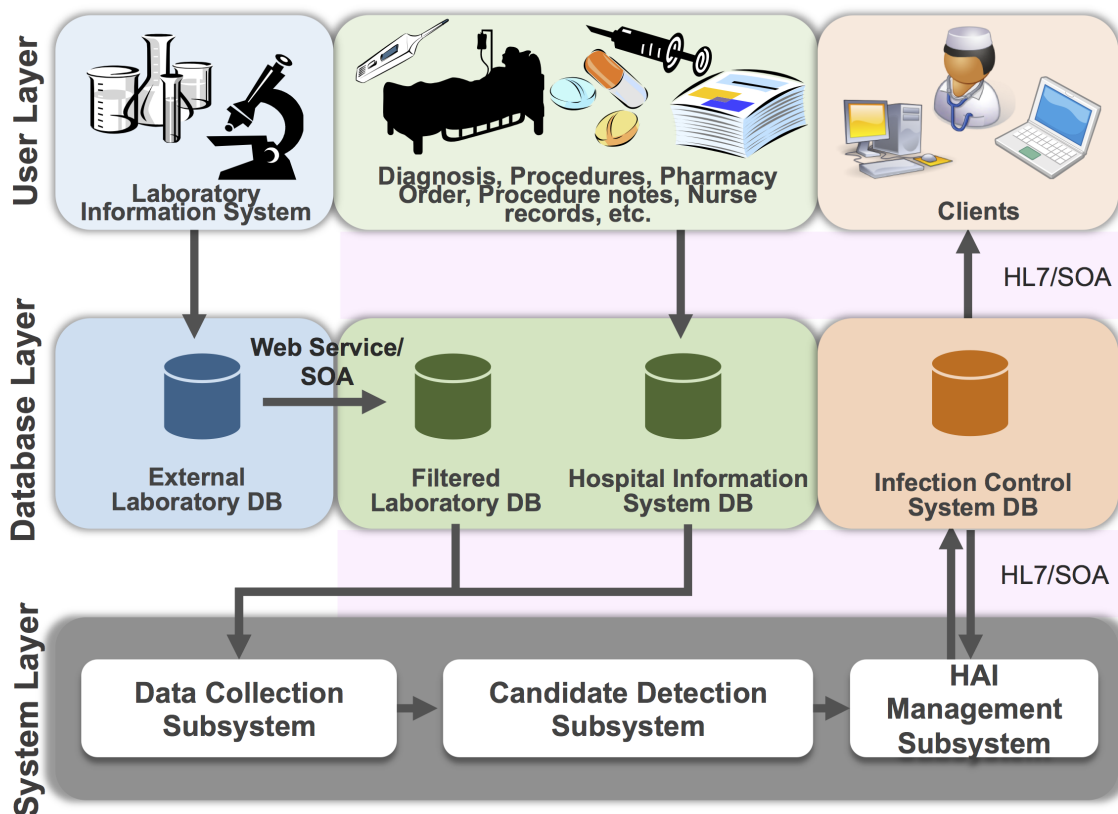 User Layer
Laboratory
Information System
Diagnosis, Procedures, Pharmacy
Order, Procedure notes, Nurse
records, etc.
Clients
HL7/SOA
Database Layer
Web Service/
SOA
External
Laboratory DB
Filtered
Laboratory DB
Hospital Information
System DB
Infection Control
System DB
HL7/SOA
System Layer
Data Collection
Subsystem
Candidate Detection
Subsystem
HAI
Management
Subsystem